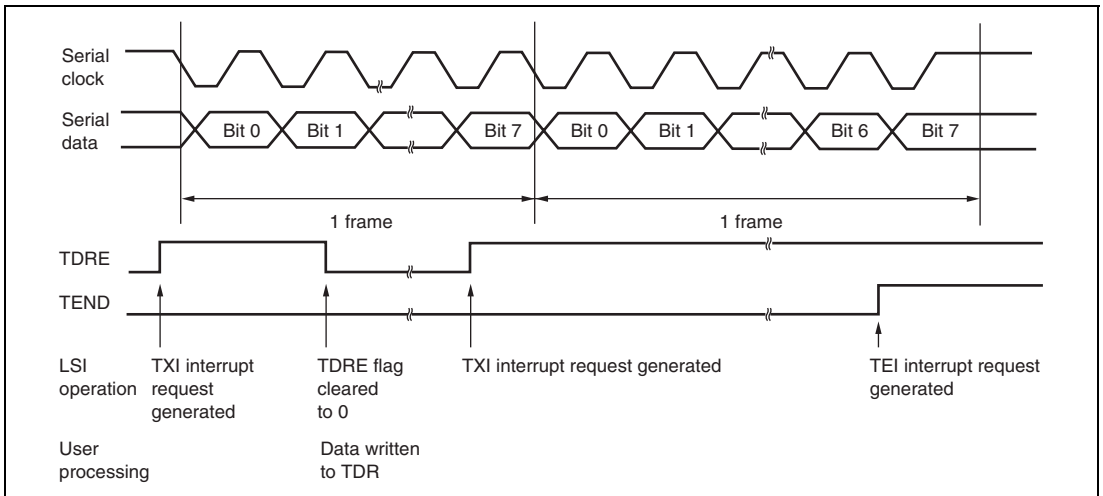 Serial
clock
Serial
data
Bit 0
Bit 1
Bit 7
Bit 0
Bit 1
Bit 6
Bit 7
1 frame
1 frame
TDRE
TEND
LSI
operation
TXI interrupt
request
generated
TDRE flag
cleared
to 0
TXI interrupt request generated
TEI interrupt request
generated
User
processing
Data written
to TDR